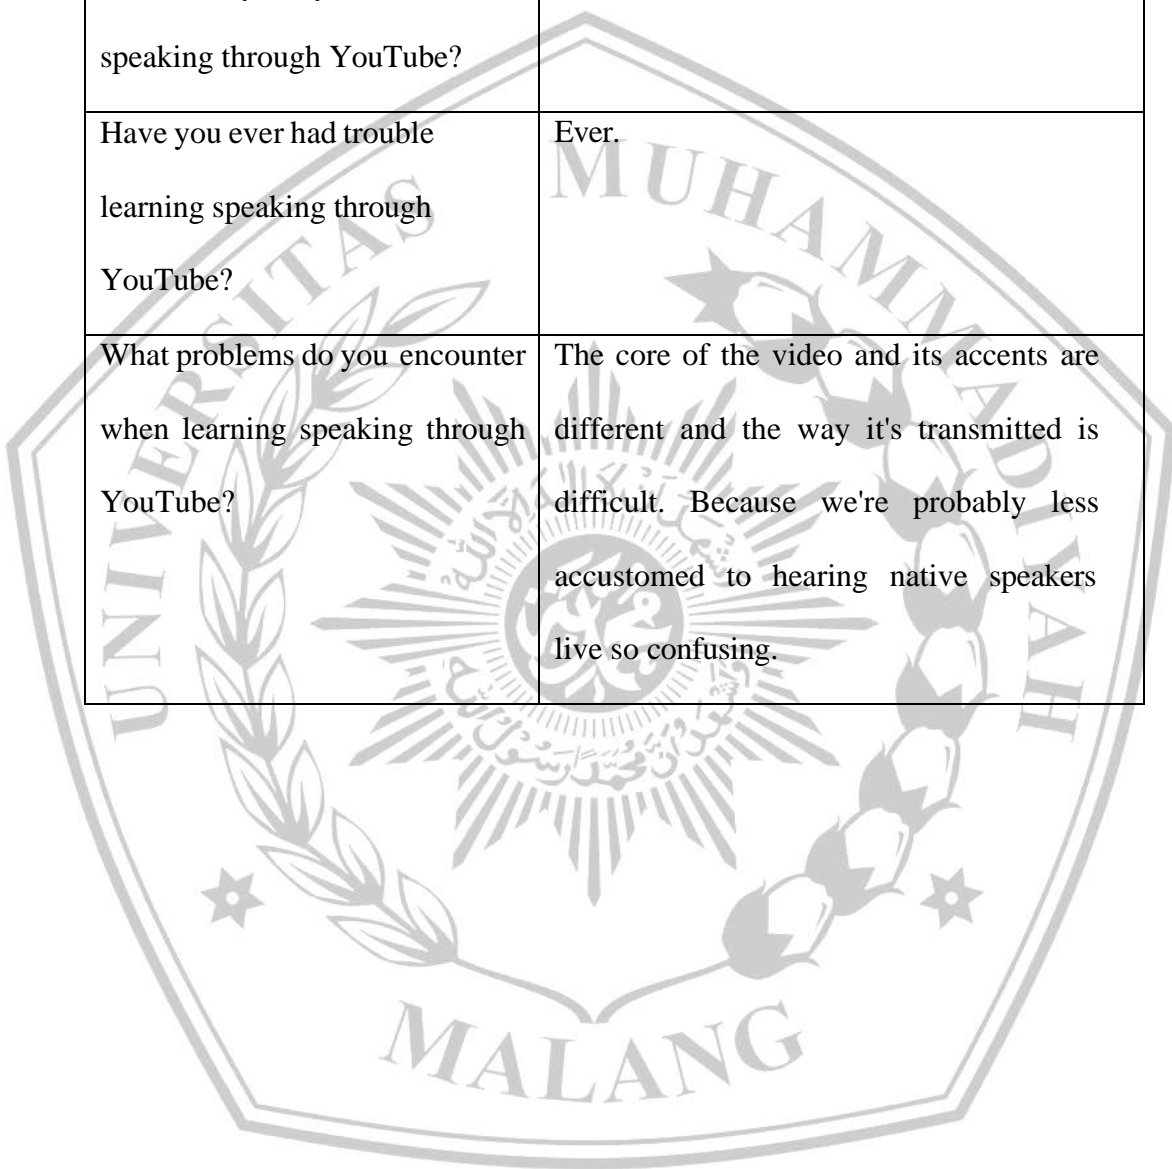 speaking through YouTube?
Have you ever had trouble
learning speaking through
YouTube?
Ever.
What problems do you encounter
when learning speaking through
YouTube?
The core of the video and its accents are
different and the way it's transmitted is
difficult. Because we're probably less
accustomed to hearing native speakers
live so confusing.
UNIVERSITAS MUHAMMADIYAH
MALANG